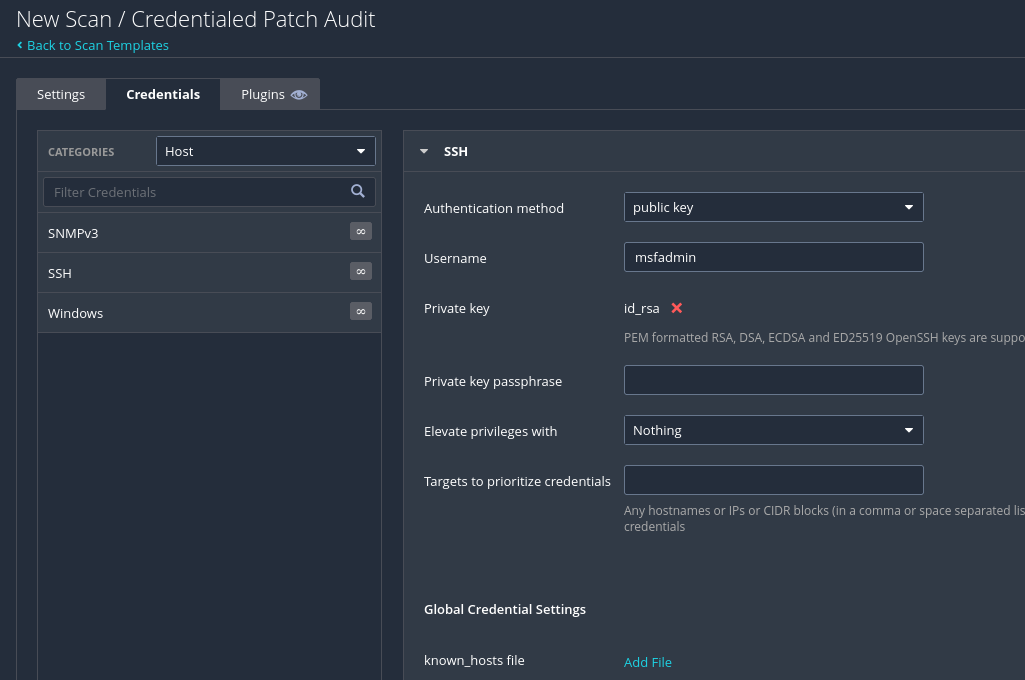 New Scan / Credentialed Patch Audit
Back to Scan Templates
Settings
Credentials
Plugins
CATEGORIES
Host
Filter Credentials
SNMPv3
∞
SSH
∞
Windows
∞
SSH
Authentication method
public key
Username
msfadmin
Private key
id_rsa
PEM formatted RSA, DSA, ECDSA and ED25519 OpenSSH keys are suppo
Private key passphrase
Elevate privileges with
Nothing
Targets to prioritize credentials
Any hostnames or IPs or CIDR blocks (in a comma or space separated lis
credentials
Global Credential Settings
known_hosts file
Add File